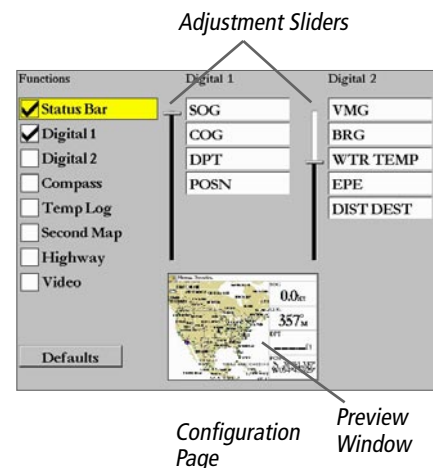 Adjustment Sliders
Functions
Digital 1
Digital 2
Status Bar
Digital 1
Digital 2
Compass
Temp Log
Second Map
Highway
Video
Defaults
SOG
COG
DPT
POSN
VMG
BRG
WTR TEMP
EPE
DIST DEST
0.0
357°M
DPT
Configuration
Page
Preview
Window